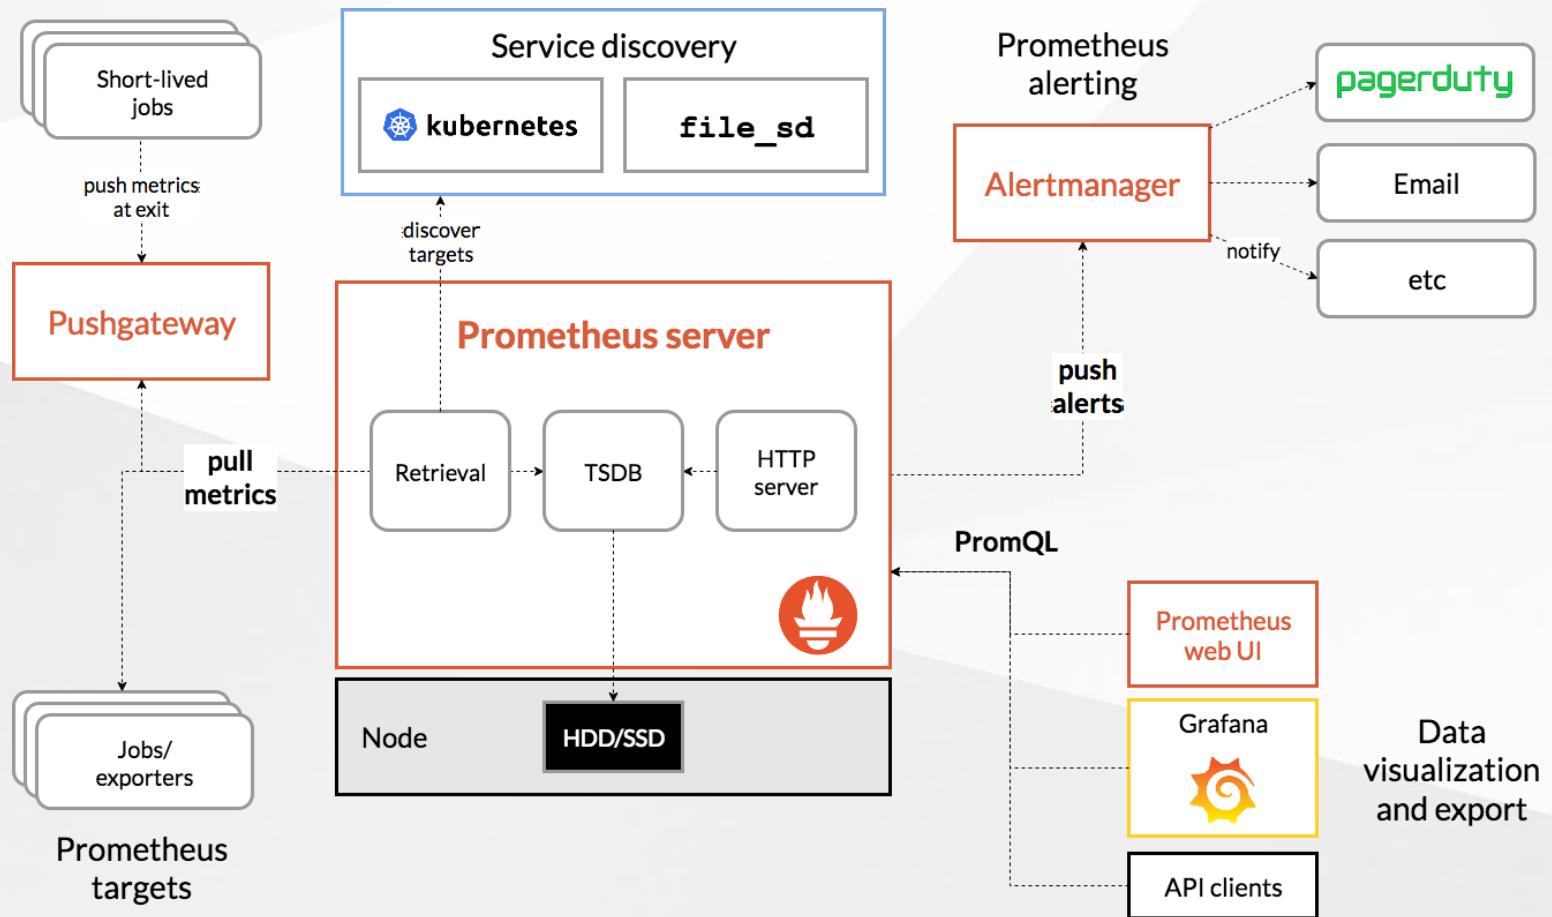 Short-lived
jobs
push metrics
at exit
Pushgateway
Service discovery
kubernetes
file_sd
discover
targets
Prometheus
alerting
Alertmanager
pagerduty
Email
notify
etc
Prometheus server
Retrieval
TSDB
HTTP
server
pull
metrics
push
alerts
PromQL
Node
HDD/SSD
Jobs/
exporters
Prometheus
targets
Prometheus
web UI
Grafana
API clients
Data
visualization
and export